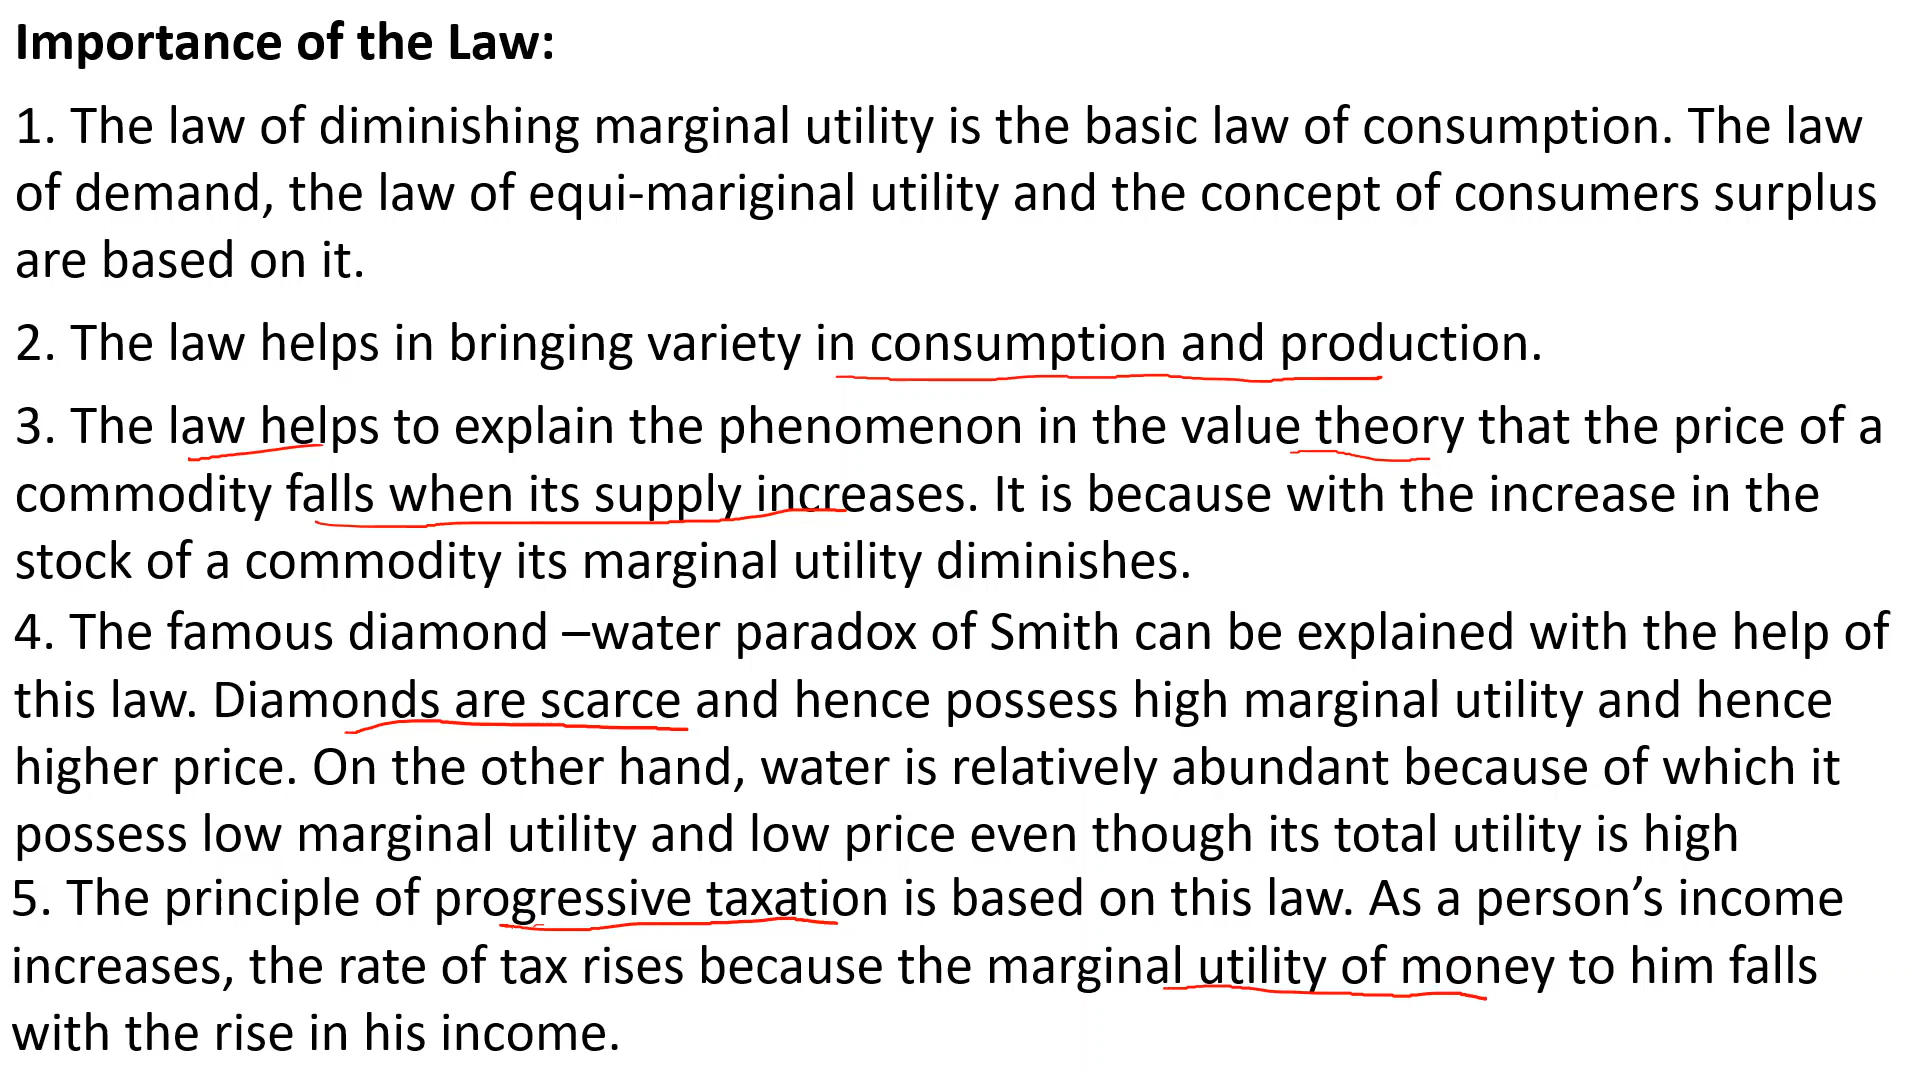 Importance of the Law:
1. The law of diminishing marginal utility is the basic law of consumption. The law
of demand, the law of equi-mariginal utility and the concept of consumers surplus
are based on it.
2. The law helps in bringing variety in consumption and production.
3. The law helps to explain the phenomenon in the value theory that the price of a
commodity falls when its supply increases. It is because with the increase in the
stock of a commodity its marginal utility diminishes.
4. The famous diamond –water paradox of Smith can be explained with the help of
this law. Diamonds are scarce and hence possess high marginal utility and hence
higher price. On the other hand, water is relatively abundant because of which it
possess low marginal utility and low price even though its total utility is high
5. The principle of progressive taxation is based on this law. As a person’s income
increases, the rate of tax rises because the marginal utility of money to him falls
with the rise in his income.